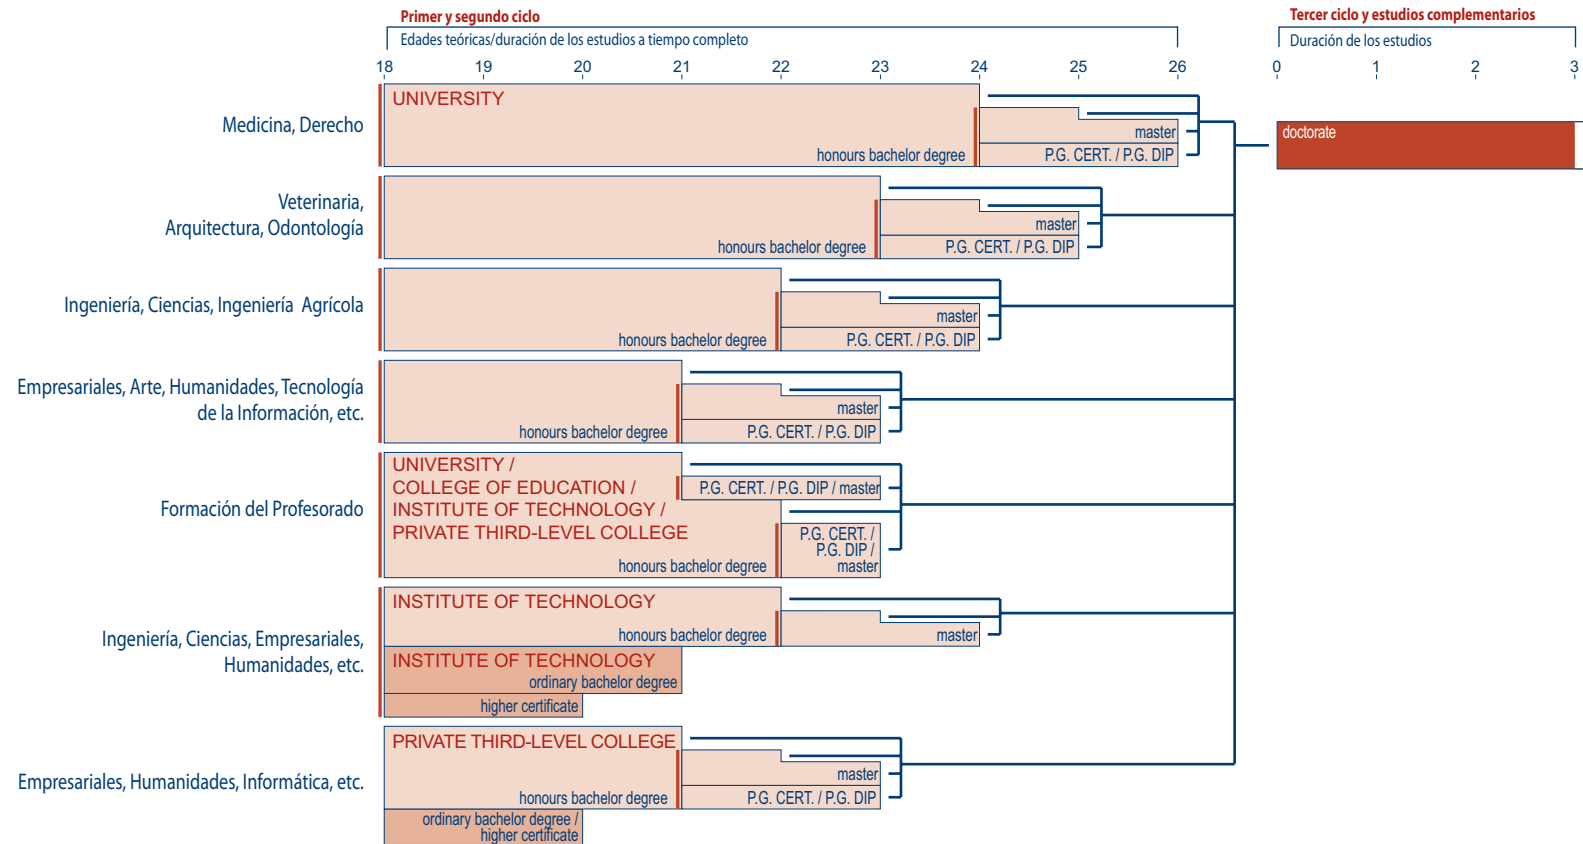 Primer y segundo ciclo
Edades teóricas/duración de los estudios a tiempo completo
18 19 20 21 22 23 24 25 26
Tercer ciclo y estudios complementarios
Duración de los estudios
0 1 2 3
Medicina, Derecho
UNIVERSITY
honours bachelor degree
master
P.G. CERT. / P.G. DIP
doctorate
Veterinaria,
Arquitectura, Odontología
honours bachelor degree
master
P.G. CERT. / P.G. DIP
Ingeniería, Ciencias, Ingeniería Agrícola
honours bachelor degree
master
P.G. CERT. / P.G. DIP
Empresariales, Arte, Humanidades, Tecnología
de la Información, etc.
honours bachelor degree
master
P.G. CERT. / P.G. DIP
Formación del Profesorado
UNIVERSITY /
COLLEGE OF EDUCATION /
INSTITUTE OF TECHNOLOGY /
PRIVATE THIRD-LEVEL COLLEGE
honours bachelor degree
P.G. CERT. / P.G. DIP / master
P.G. CERT. /
P.G. DIP /
master
Ingeniería, Ciencias, Empresariales,
Humanidades, etc.
INSTITUTE OF TECHNOLOGY
honours bachelor degree
master
INSTITUTE OF TECHNOLOGY
ordinary bachelor degree
higher certificate
Empresariales, Humanidades, Informática, etc.
PRIVATE THIRD-LEVEL COLLEGE
honours bachelor degree
master
P.G. CERT. / P.G. DIP
ordinary bachelor degree /
higher certificate